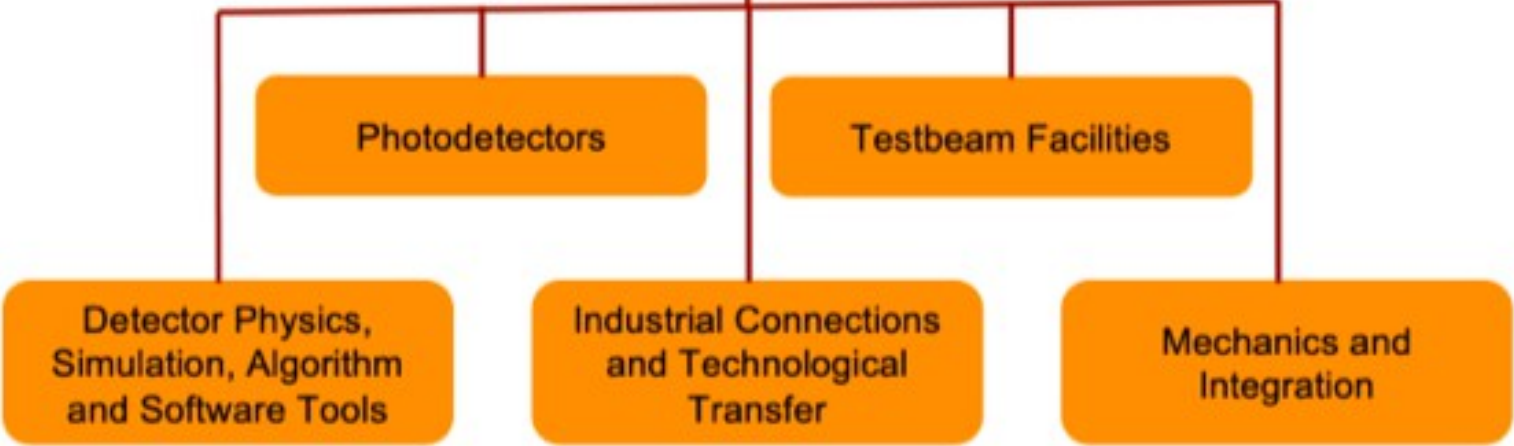 Photodetectors
Testbeam Facilities
Detector Physics,
Simulation, Algorithm
and Software Tools
Industrial Connections
and Technological
Transfer
Mechanics and
Integration